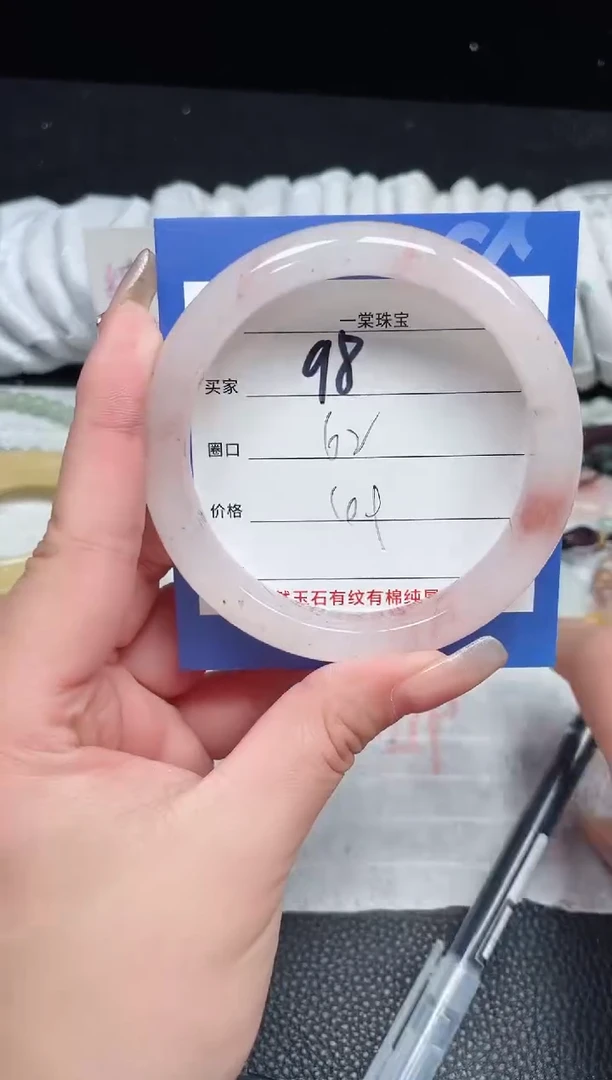 一棠珠宝
买家 98
圈口 62
价格
玉石有纹有棉纯属